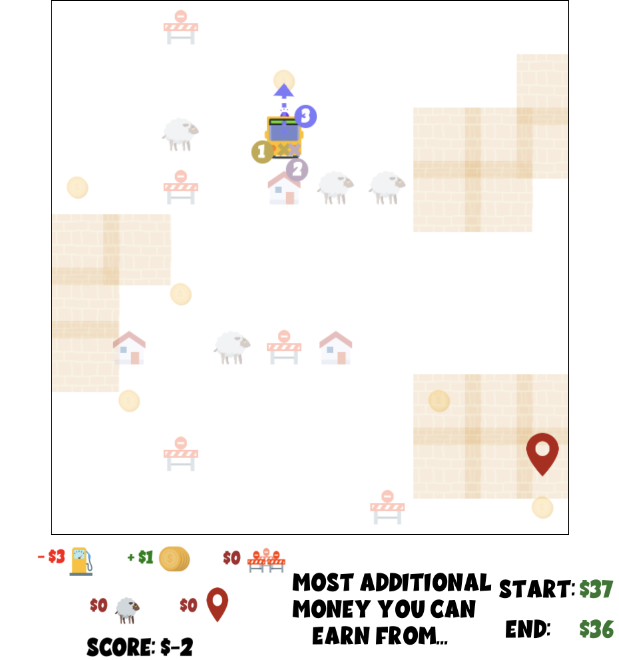 3
1
2
- $3
+ $1
$0
$0
$0
SCORE: $-2
MOST ADDITIONAL
MONEY YOU CAN
EARN FROM...
START: $37
END: $36